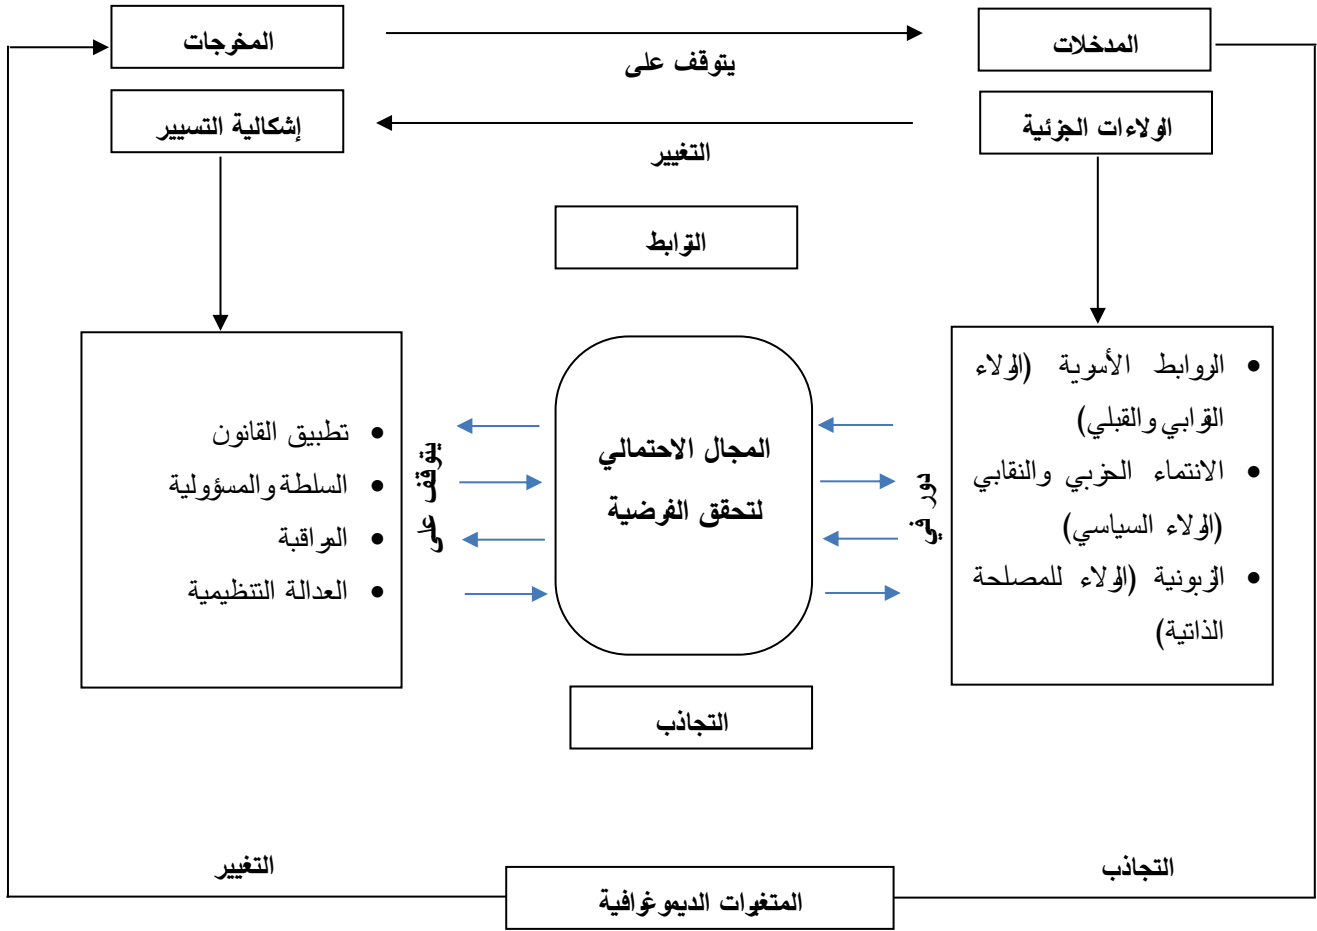 المدخلات
المخرجات
يتوقف على
الولاءات الجزئية
إشكالية التسيير
التغيير
الترابط
الروابط الأسرية (الولاء
القرابي والقبلي)
الانتماء الحزبي والنقابي
(الولاء السياسي)
الزبونية (الولاء للمصلحة
الذاتية)
دور في
المجال الاحتمالي
لتحقق الفرضية
يتوقف على
تطبيق القانون
السلطة والمسؤولية
المراقبة
العدالة التنظيمية
التجاذب
التجاذب
التغيير
المتغيرات الديموغرافية